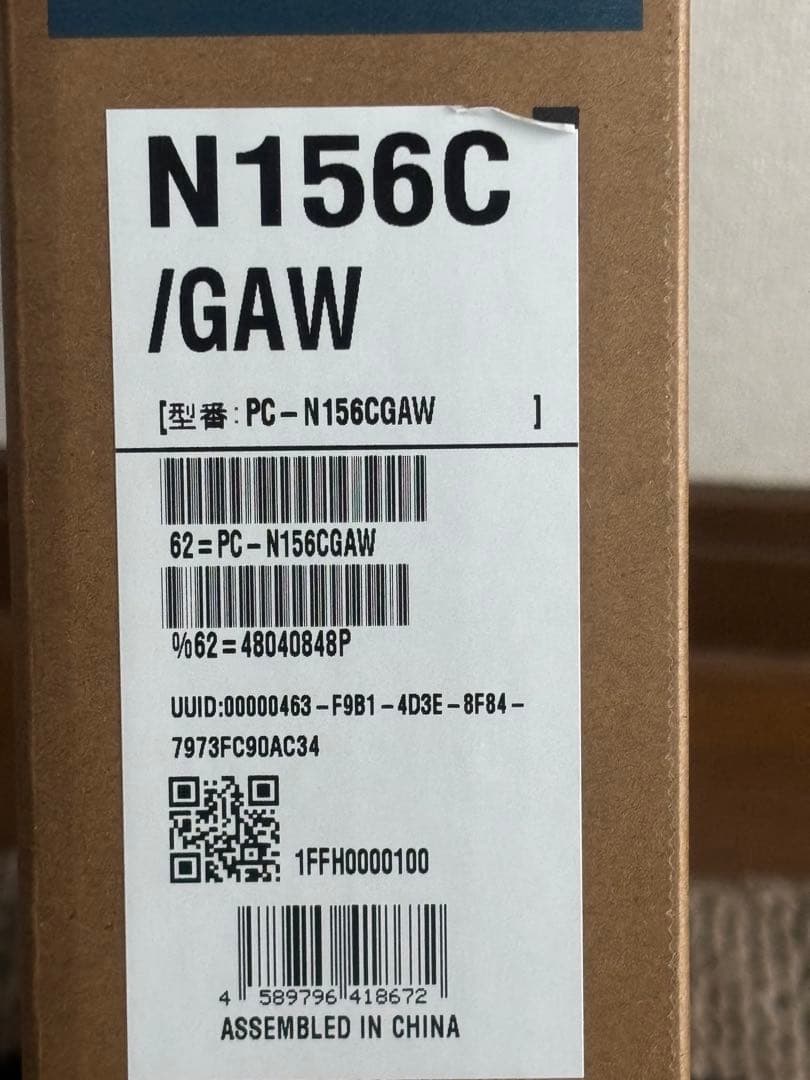 N156C
/GAW
[型番:PC-N156CGAW ]
62=PC-N156CGAW
%62=48040848P
UUID:00000463-F9B1-4D3E-8F84-
7973FC90AC34
1FFH0000100
4 589796 418672
ASSEMBLED IN CHINA